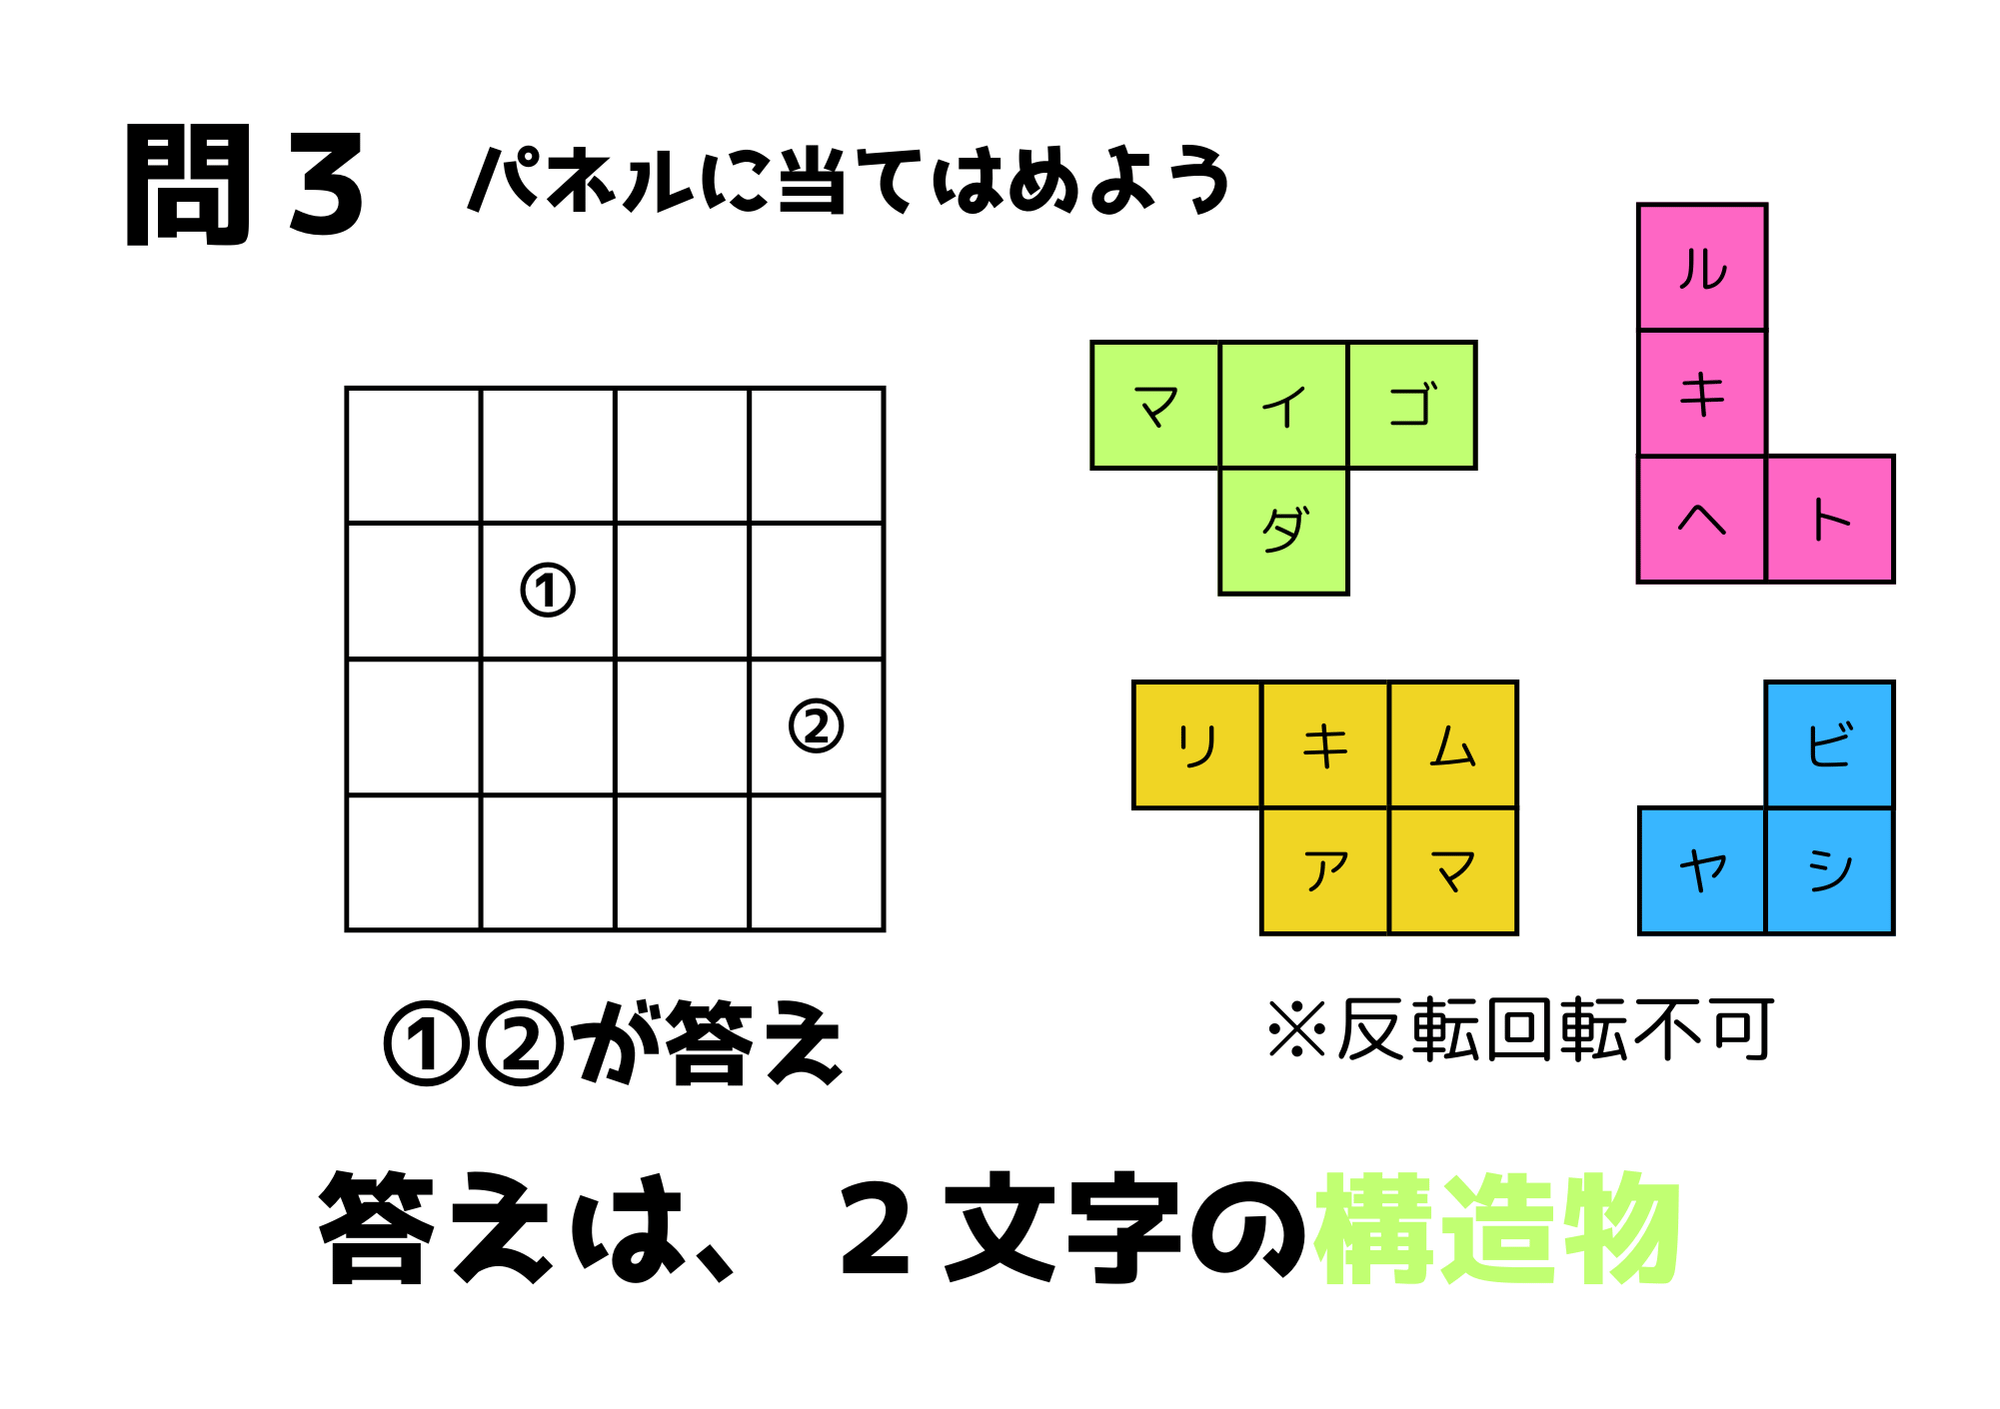 問3 パネルに当てはめよう
ル
マ イ ゴ
キ
ダ
ヘ ト
①
②
リ キ ム
ア マ
ビ
ヤ シ
①②が答え
※反転回転不可
答えは、2文字の構造物